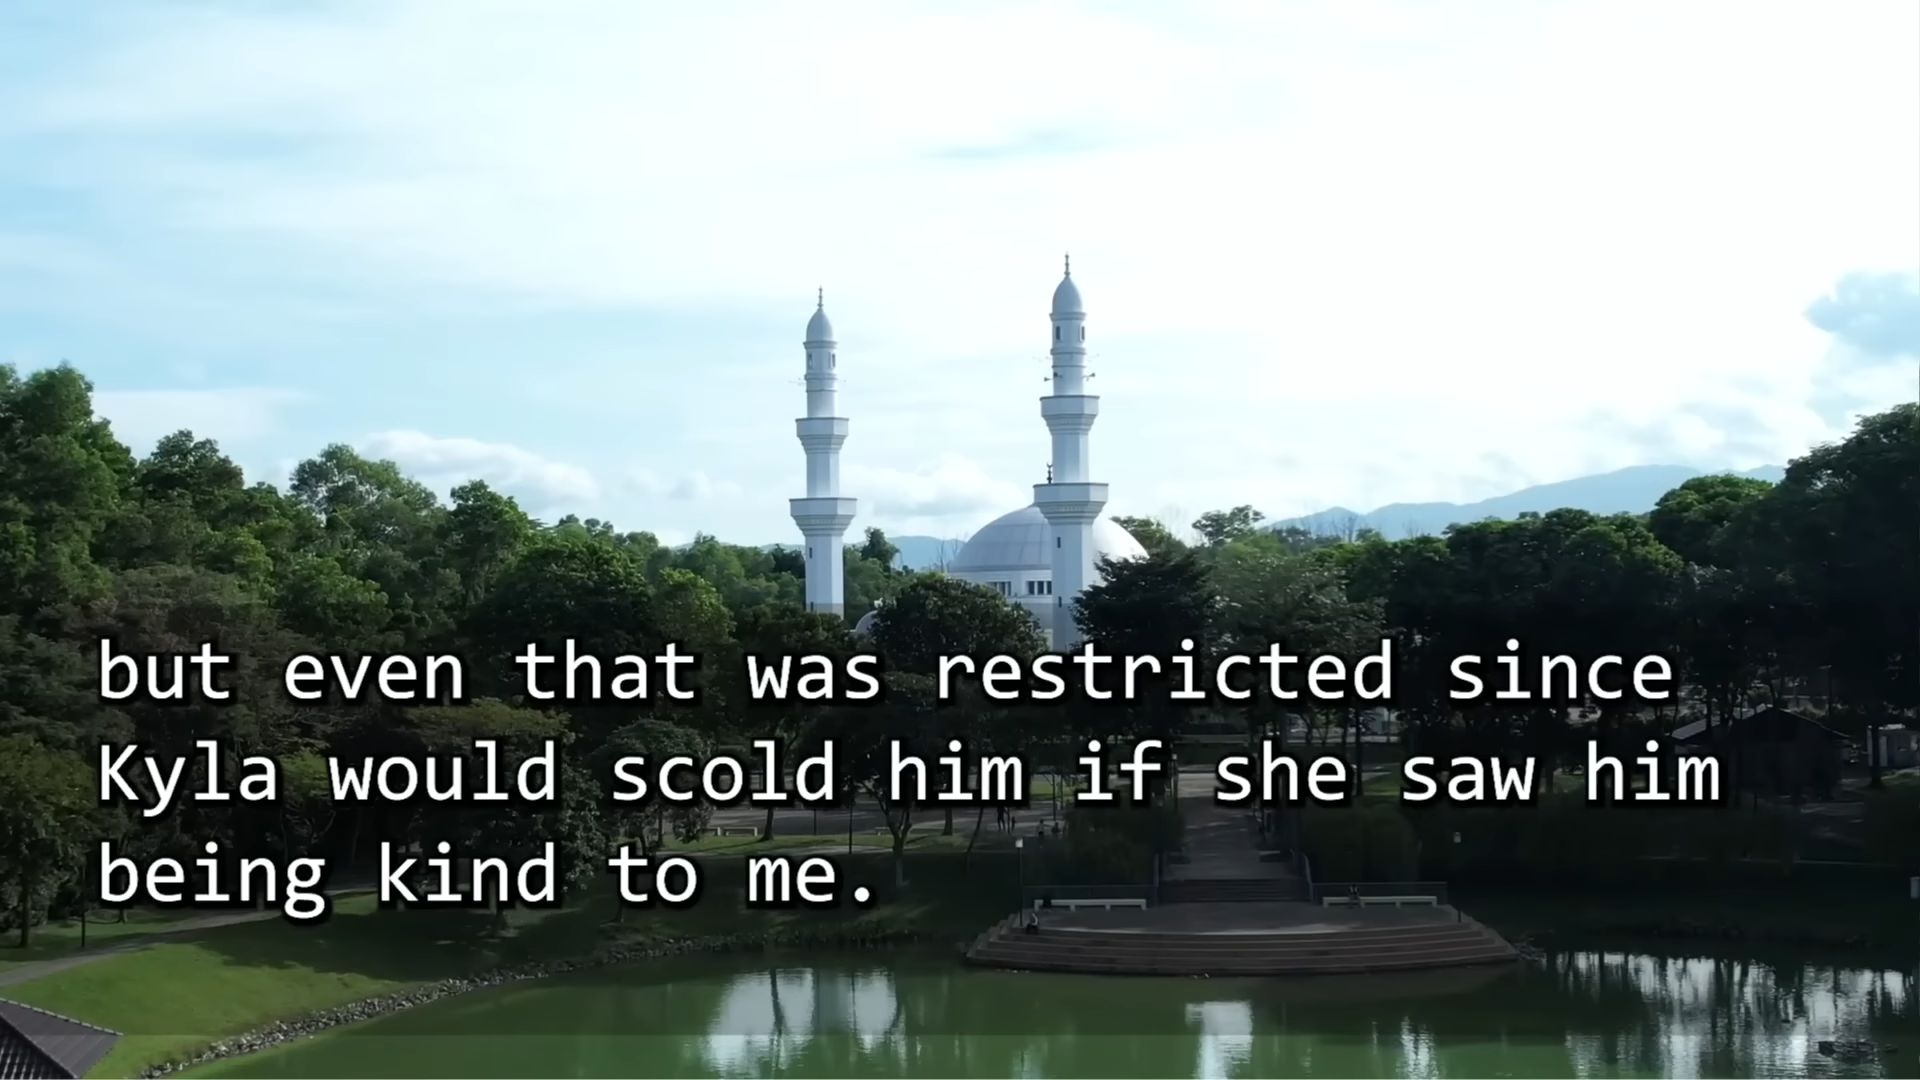 but even that was restricted since
Kyla would scold him if she saw him
being kind to me.